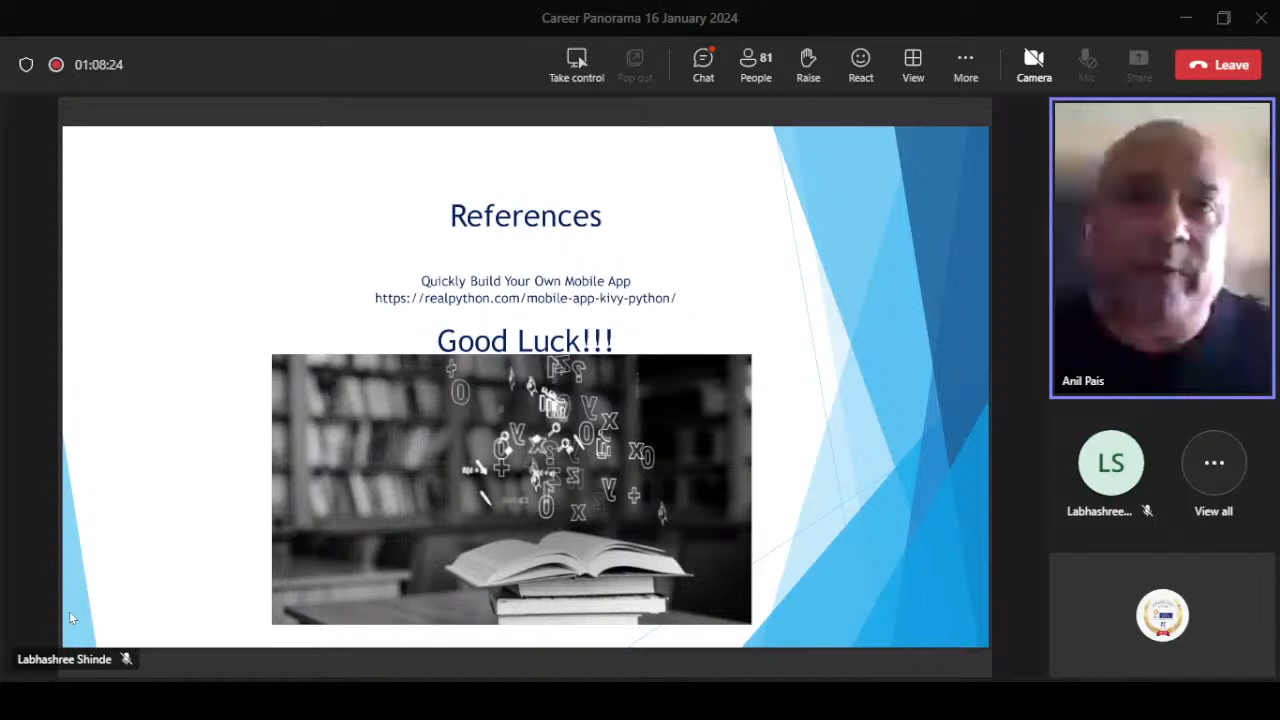 Career Panorama 16 January 2024
01:08:24
Take control
Pop out
Chat
81
People
Raise
React
View
More
Camera
Mic
Share
Leave
References
Quickly Build Your Own Mobile App
https://realpython.com/mobile-app-kivy-python/
Good Luck!!!
Anil Pais
LS
Labhashree...
View all
Labhashree Shinde